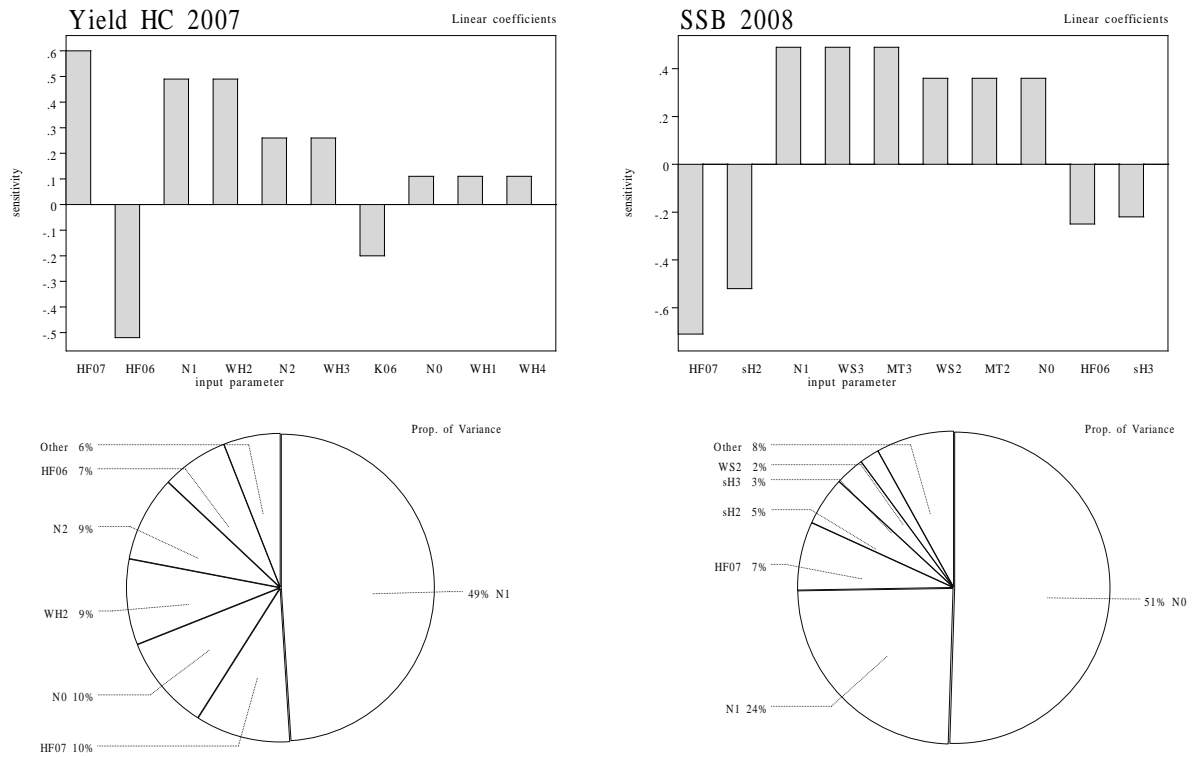 Yield HC 2007
Linear coefficients
.6
.5
.4
.3
.2
.1
0
-.1
-.2
-.3
-.4
-.5
sensitivity
HF07 HF06 N1 WH2 N2 WH3 K06 N0 WH1 WH4
input parameter
SSB 2008
Linear coefficients
.4
.2
0
-.2
-.4
-.6
sensitivity
HF07 sH2 N1 WS3 MT3 WS2 MT2 N0 HF06 sH3
input parameter
Prop. of Variance
Other 6%
HF06 7%
N2 9%
WH2 9%
N0 10%
HF07 10%
49% N1
Prop. of Variance
Other 8%
WS2 2%
sH3 3%
sH2 5%
HF07 7%
N1 24%
51% N0